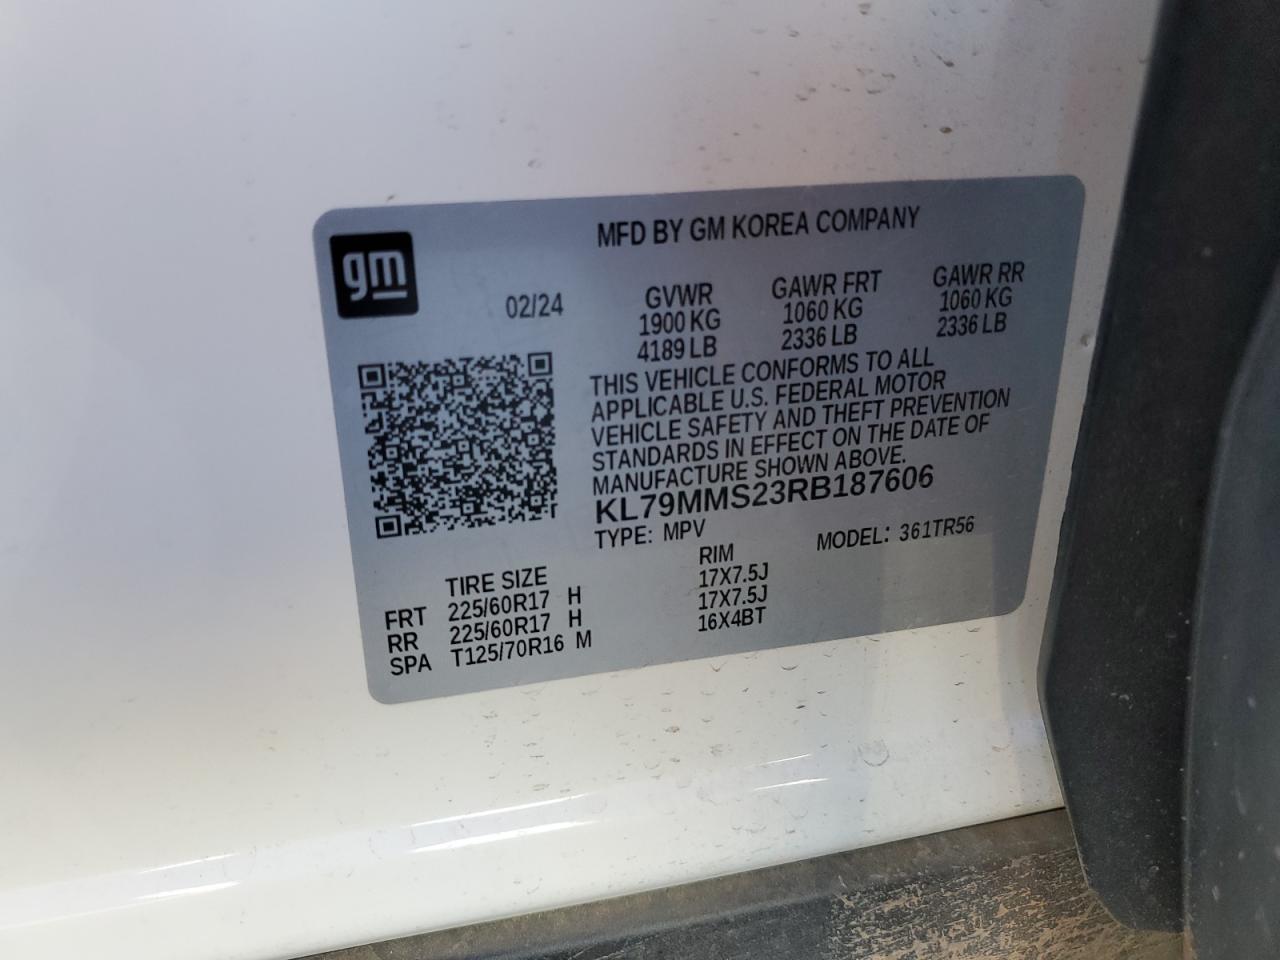 MFD BY GM KOREA COMPANY
gm
02/24
GVWR GAWR FRT GAWR RR
1900 KG 1060 KG 1060 KG
4189 LB 2336 LB 2336 LB
THIS VEHICLE CONFORMS TO ALL
APPLICABLE U.S. FEDERAL MOTOR
VEHICLE SAFETY AND THEFT PREVENTION
STANDARDS IN EFFECT ON THE DATE OF
MANUFACTURE SHOWN ABOVE.
KL79MMS23RB187606
TYPE: MPV MODEL: 361TR56
TIRE SIZE RIM
FRT 225/60R17 H 17X7.5J
RR 225/60R17 H 17X7.5J
SPA T125/70R16 M 16X4BT